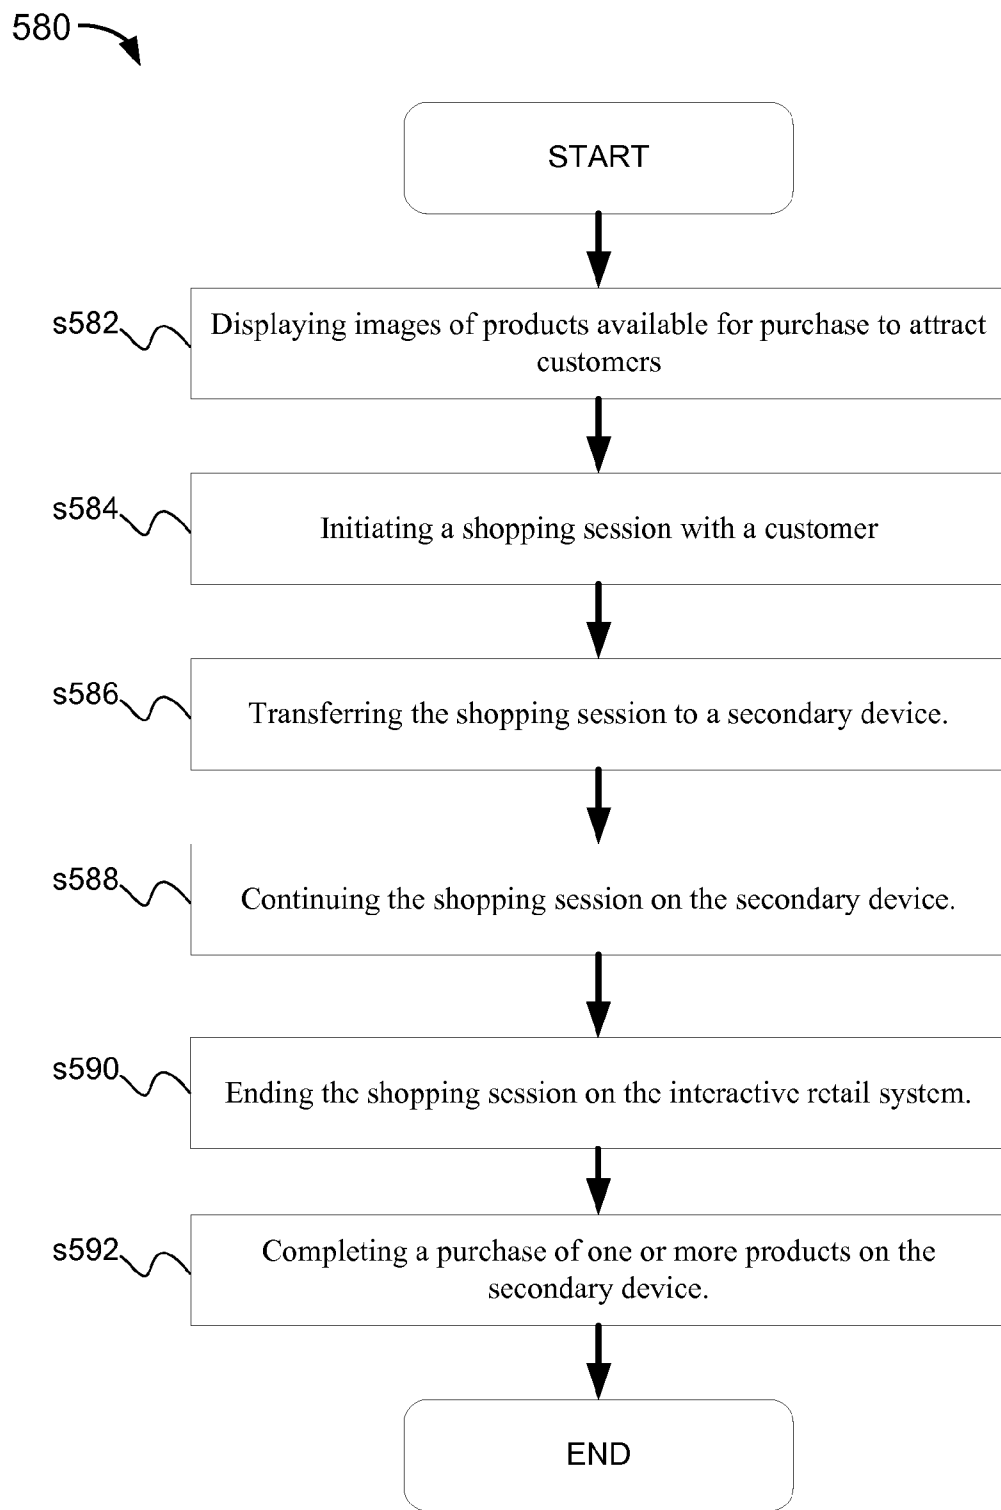 580
START
s582
Displaying images of products available for purchase to attract
customers
s584
Initiating a shopping session with a customer
s586
Transferring the shopping session to a secondary device.
s588
Continuing the shopping session on the secondary device.
s590
Ending the shopping session on the interactive retail system.
s592
Completing a purchase of one or more products on the
secondary device.
END